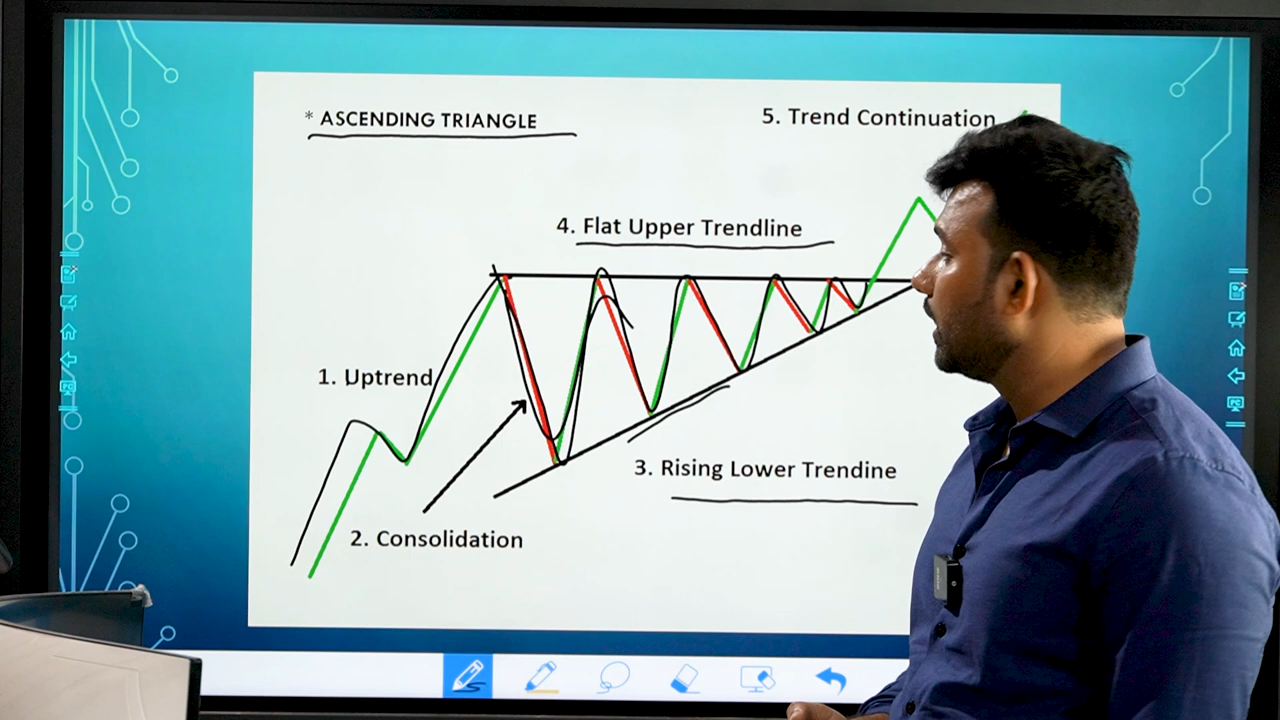 * ASCENDING TRIANGLE
5. Trend Continuation
4. Flat Upper Trendline
1. Uptrend
3. Rising Lower Trendine
2. Consolidation